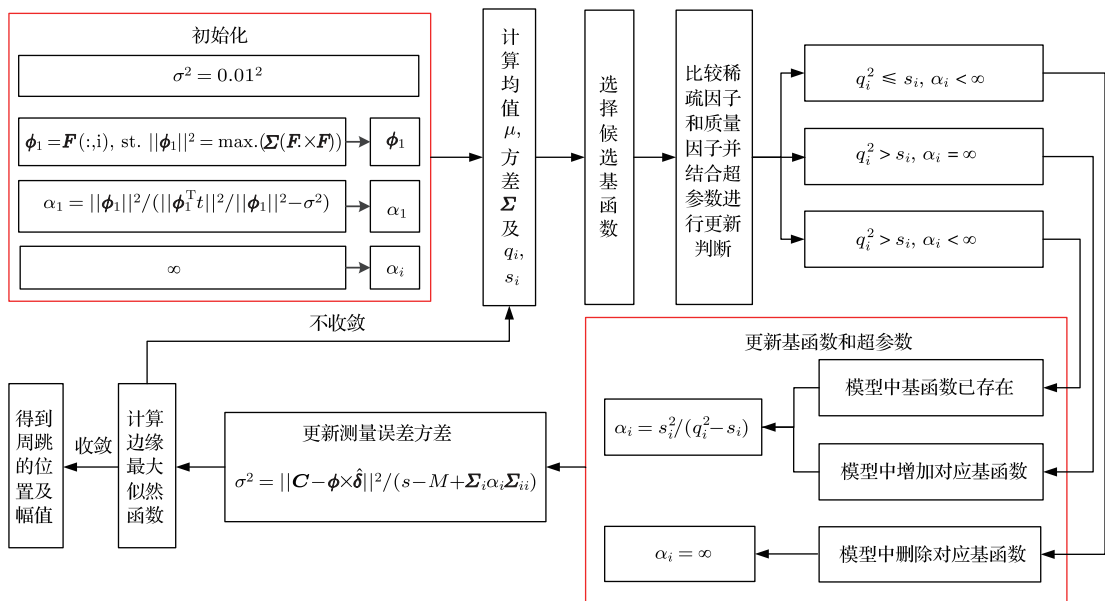 初始化
σ² = 0.01²
ϕ₁ = F(:,i), st. ||ϕ₁||² = max.(Σ(F.×F))
ϕ₁
α₁ = ||ϕ₁||²/(||ϕ₁ᵀt||²/||ϕ₁||²−σ²)
α₁
∞
αᵢ
计
算
均
值
μ,
方
差
Σ
及
qᵢ,
sᵢ
选
择
候
选
基
函
数
比较稀
疏因子
和质量
因子并
结合超
参数进
行更新
判断
qᵢ² ≤ sᵢ, αᵢ < ∞
qᵢ² > sᵢ, αᵢ = ∞
qᵢ² > sᵢ, αᵢ < ∞
更新基函数和超参数
模型中基函数已存在
模型中增加对应基函数
αᵢ = sᵢ²/(qᵢ²−sᵢ)
模型中删除对应基函数
αᵢ = ∞
更新测量误差方差
σ² = ||C−ϕ×δ̂||²/(s−M+ΣᵢαᵢΣᵢᵢ)
计算
边缘
最大
似然
函数
不收敛
收敛
得到
周跳
的位
置及
幅值